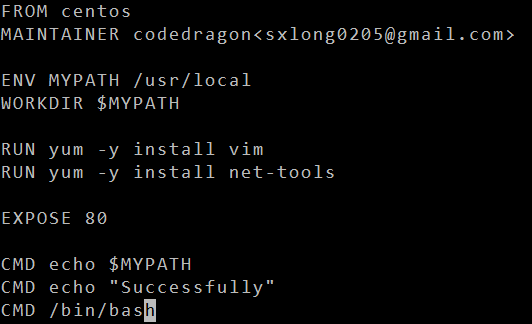 FROM centos
MAINTAINER codedragon<sxlong0205@gmail.com>
ENV MYPATH /usr/local
WORKDIR $MYPATH
RUN yum -y install vim
RUN yum -y install net-tools
EXPOSE 80
CMD echo $MYPATH
CMD echo "Successfully"
CMD /bin/bash